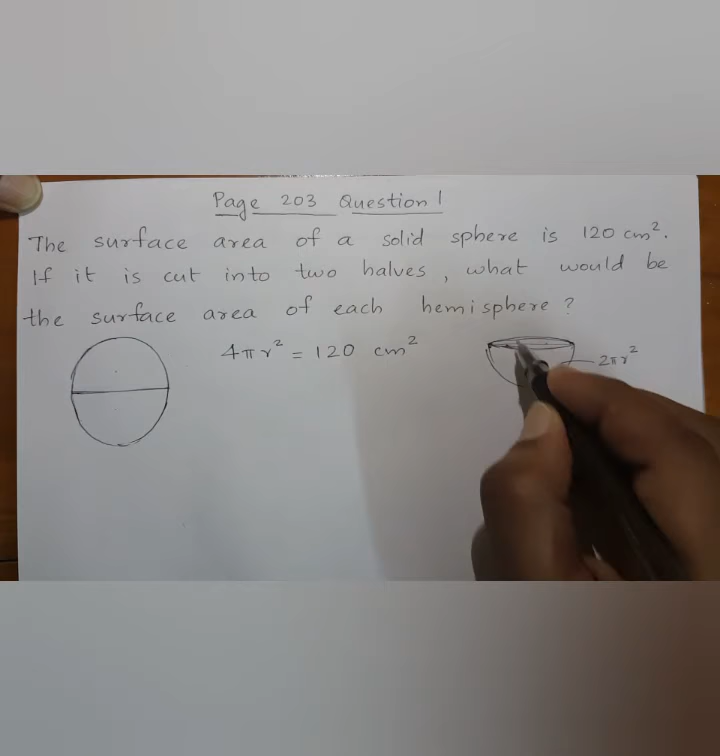 Page 203 Question 1
The surface area of a solid sphere is 120 cm².
If it is cut into two halves, what would be
the surface area of each hemisphere?
4πr² = 120 cm²
2πr²